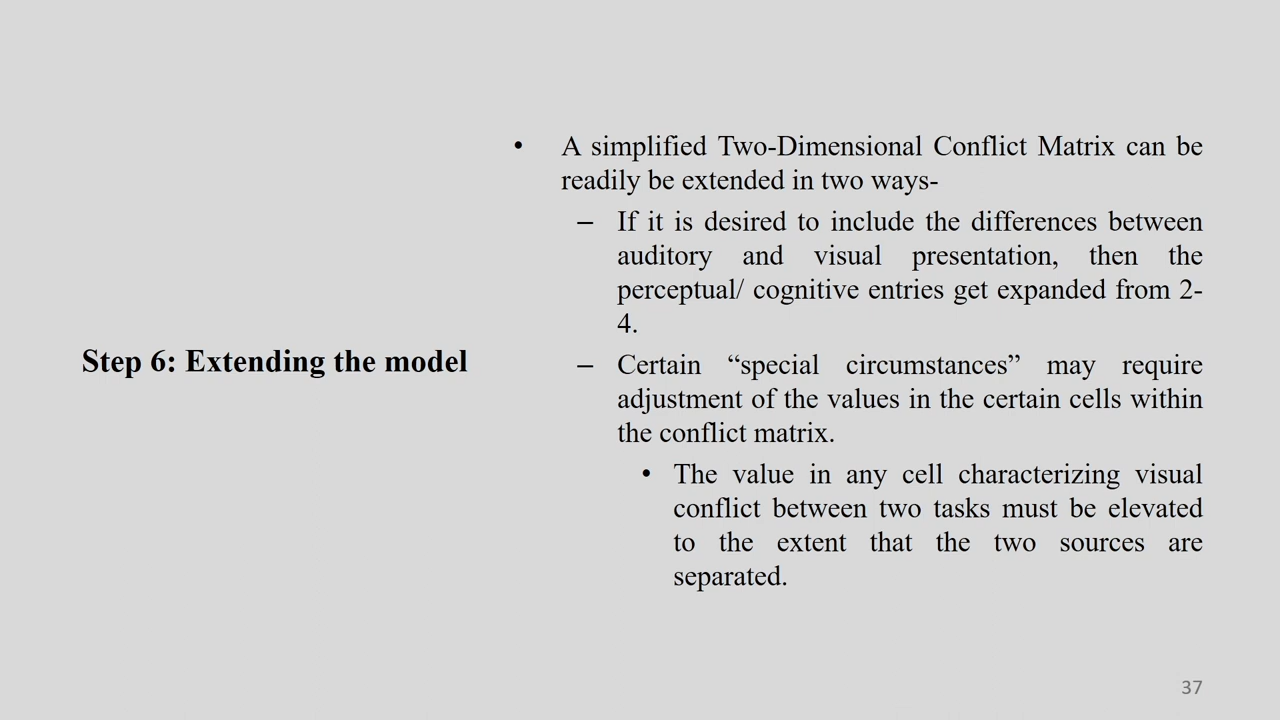 Step 6: Extending the model
• A simplified Two-Dimensional Conflict Matrix can be
readily be extended in two ways-
– If it is desired to include the differences between
auditory and visual presentation, then the
perceptual/ cognitive entries get expanded from 2-
4.
– Certain “special circumstances” may require
adjustment of the values in the certain cells within
the conflict matrix.
• The value in any cell characterizing visual
conflict between two tasks must be elevated
to the extent that the two sources are
separated.
37